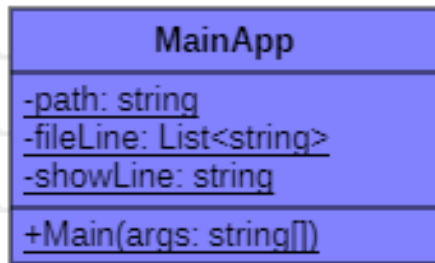 MainApp
-path: string
-fileLine: List<string>
-showLine: string
+Main(args: string[])